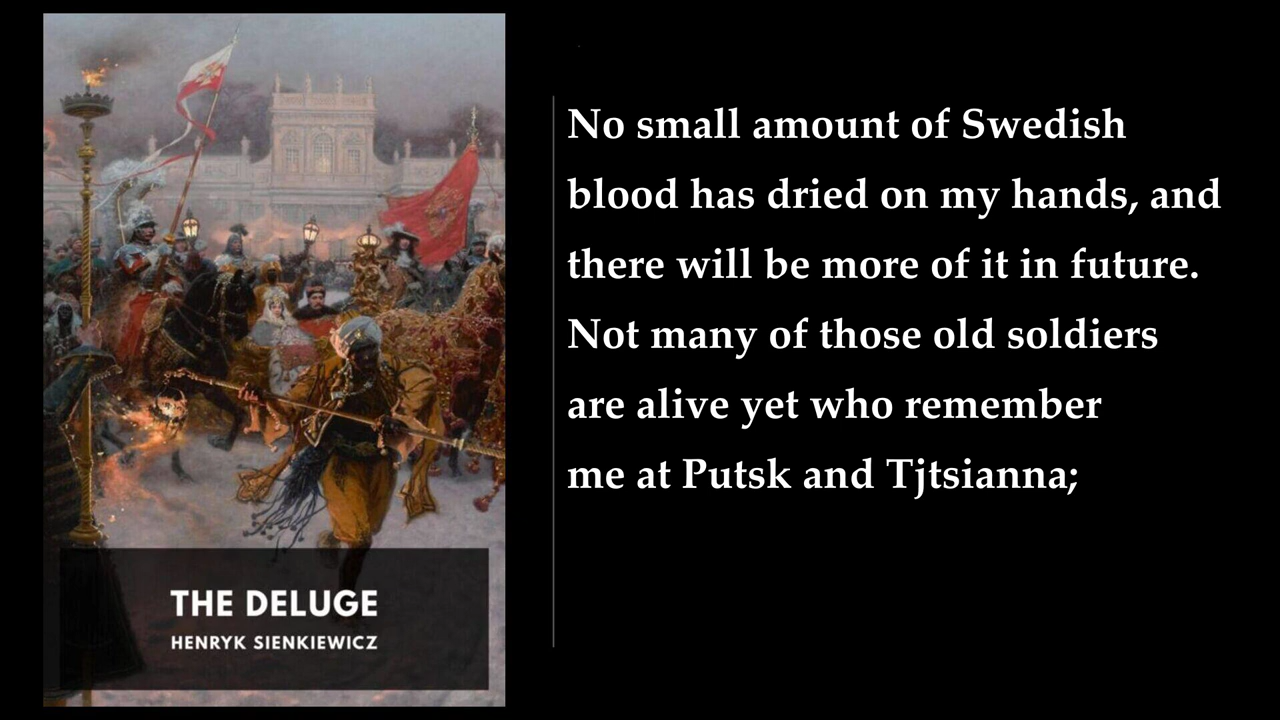 THE DELUGE
HENRYK SIENKIEWICZ
No small amount of Swedish
blood has dried on my hands, and
there will be more of it in future.
Not many of those old soldiers
are alive yet who remember
me at Putsk and Tjtsianna;